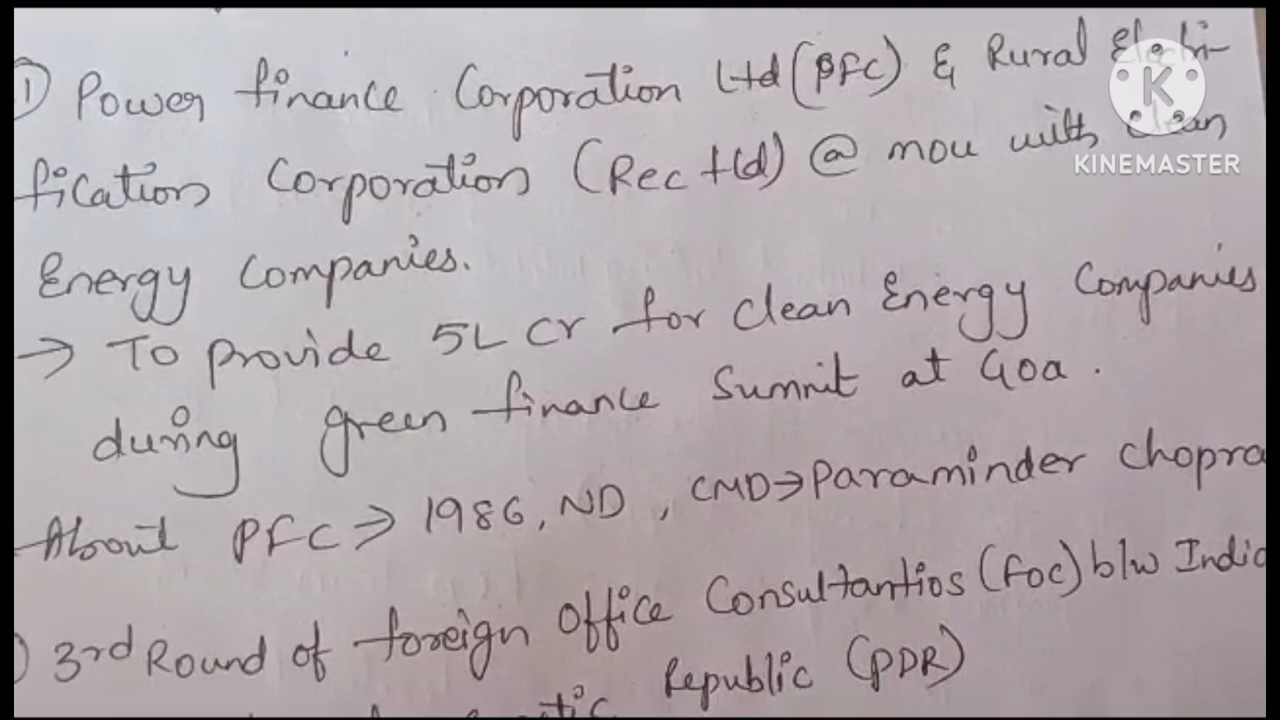 1) Power finance Corporation Ltd (PFC) & Rural Electri-
fication Corporation (Rec Ltd) @ mou with clean
Energy Companies.
→ To provide 5L Cr for clean Energy Companies
during green finance Summit at Goa.
About PFC ⇒ 1986, ND, CMD → Paraminder chopra
) 3rd Round of foreign Office Consultantios (FOC) b/w India
Republic (PDR)
KINEMASTER